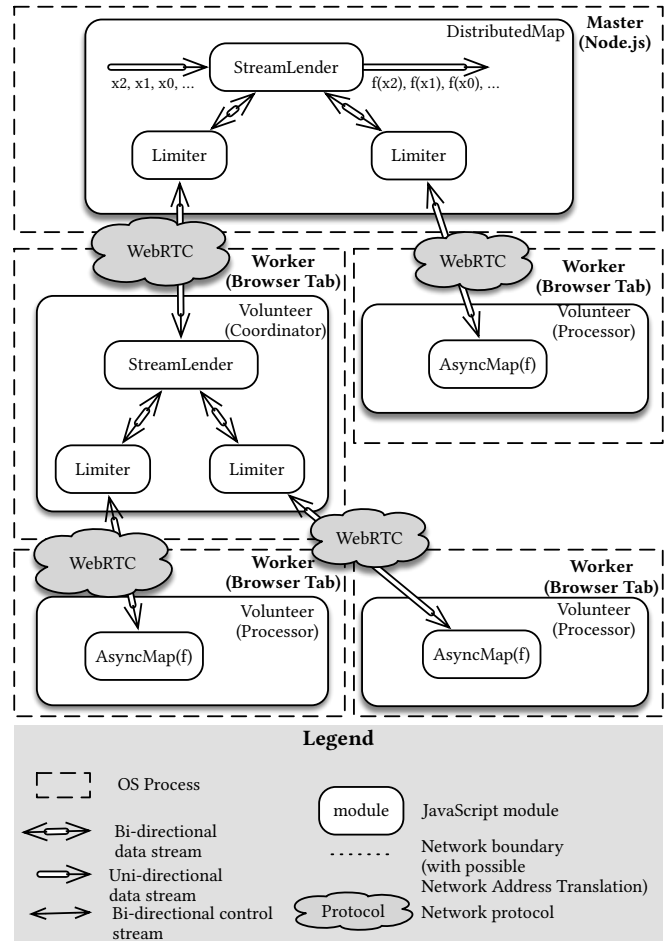 DistributedMap
Master
(Node.js)
StreamLender
x2, x1, x0, ...
f(x2), f(x1), f(x0), ...
Limiter
Limiter
WebRTC
WebRTC
Worker
(Browser Tab)
Volunteer
(Coordinator)
StreamLender
Limiter
Limiter
Worker
(Browser Tab)
Volunteer
(Processor)
AsyncMap(f)
WebRTC
WebRTC
Worker
(Browser Tab)
Volunteer
(Processor)
AsyncMap(f)
Worker
(Browser Tab)
Volunteer
(Processor)
AsyncMap(f)
Legend
OS Process
Bi-directional
data stream
Uni-directional
data stream
Bi-directional control
stream
module
JavaScript module
Network boundary
(with possible
Network Address Translation)
Protocol
Network protocol